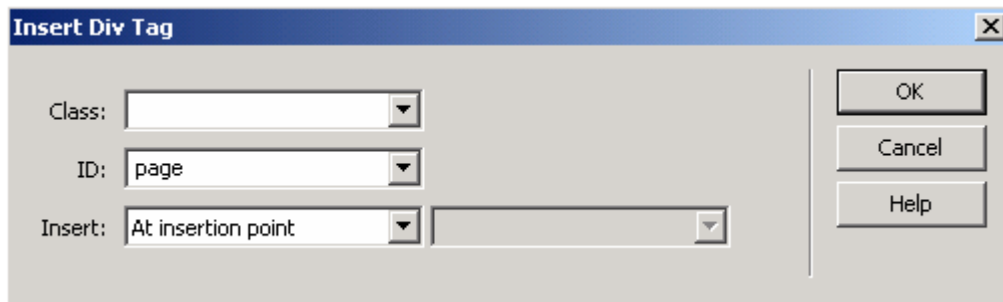 Insert Div Tag
Class:
OK
ID: page
Cancel
Insert: At insertion point
Help